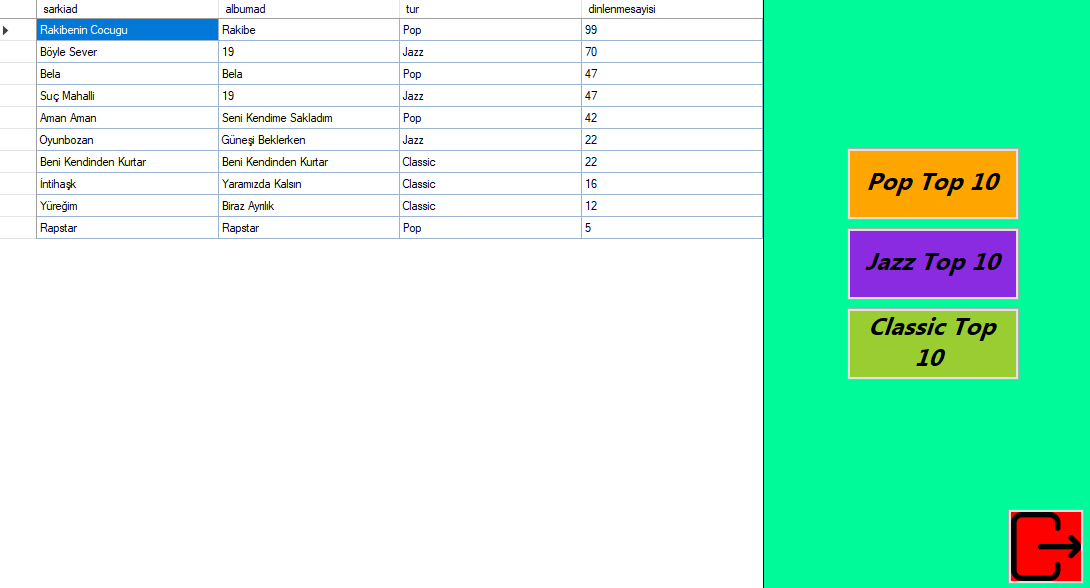 sarkiad albumad tur dinlenmesayisi
Rakibenin Cocugu Rakibe Pop 99
Böyle Sever 19 Jazz 70
Bela Bela Pop 47
Suç Mahalli 19 Jazz 47
Aman Aman Seni Kendime Sakladım Pop 42
Oyunbozan Güneşi Beklerken Jazz 22
Beni Kendinden Kurtar Beni Kendinden Kurtar Classic 22
İntihaşk Yaramızda Kalsın Classic 16
Yüreğim Biraz Ayrılık Classic 12
Rapstar Rapstar Pop 5
Pop Top 10
Jazz Top 10
Classic Top
10